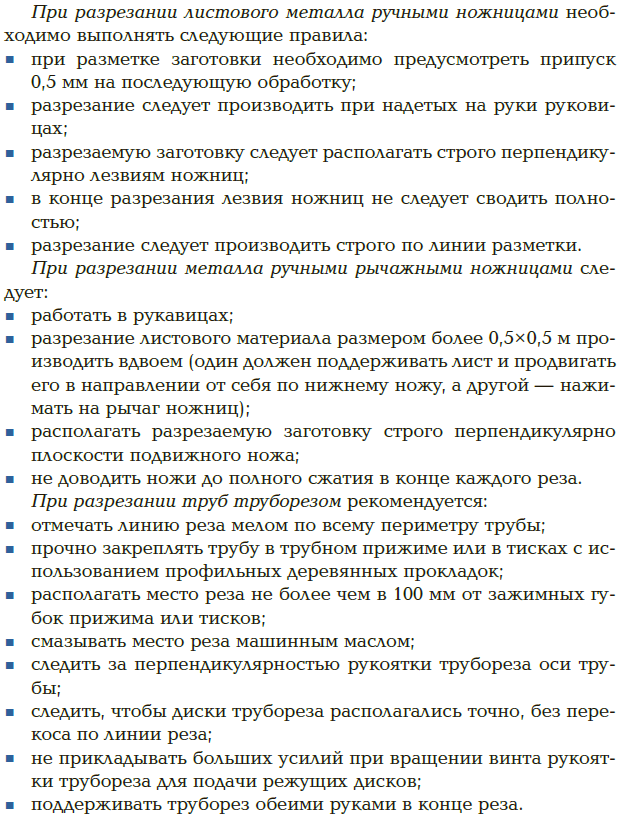 При разрезании листового металла ручными ножницами необ-
ходимо выполнять следующие правила:
▪ при разметке заготовки необходимо предусмотреть припуск
0,5 мм на последующую обработку;
▪ разрезание следует производить при надетых на руки рукови-
цах;
▪ разрезаемую заготовку следует располагать строго перпендику-
лярно лезвиям ножниц;
▪ в конце разрезания лезвия ножниц не следует сводить полно-
стью;
▪ разрезание следует производить строго по линии разметки.
При разрезании металла ручными рычажными ножницами сле-
дует:
▪ работать в рукавицах;
▪ разрезание листового материала размером более 0,5×0,5 м про-
изводить вдвоем (один должен поддерживать лист и продвигать
его в направлении от себя по нижнему ножу, а другой — нажи-
мать на рычаг ножниц);
▪ располагать разрезаемую заготовку строго перпендикулярно
плоскости подвижного ножа;
▪ не доводить ножи до полного сжатия в конце каждого реза.
При разрезании труб труборезом рекомендуется:
▪ отмечать линию реза мелом по всему периметру трубы;
▪ прочно закреплять трубу в трубном прижиме или в тисках с ис-
пользованием профильных деревянных прокладок;
▪ располагать место реза не более чем в 100 мм от зажимных гу-
бок прижима или тисков;
▪ смазывать место реза машинным маслом;
▪ следить за перпендикулярностью рукоятки трубореза оси тру-
бы;
▪ следить, чтобы диски трубореза располагались точно, без пере-
коса по линии реза;
▪ не прикладывать больших усилий при вращении винта рукоят-
ки трубореза для подачи режущих дисков;
▪ поддерживать труборез обеими руками в конце реза.